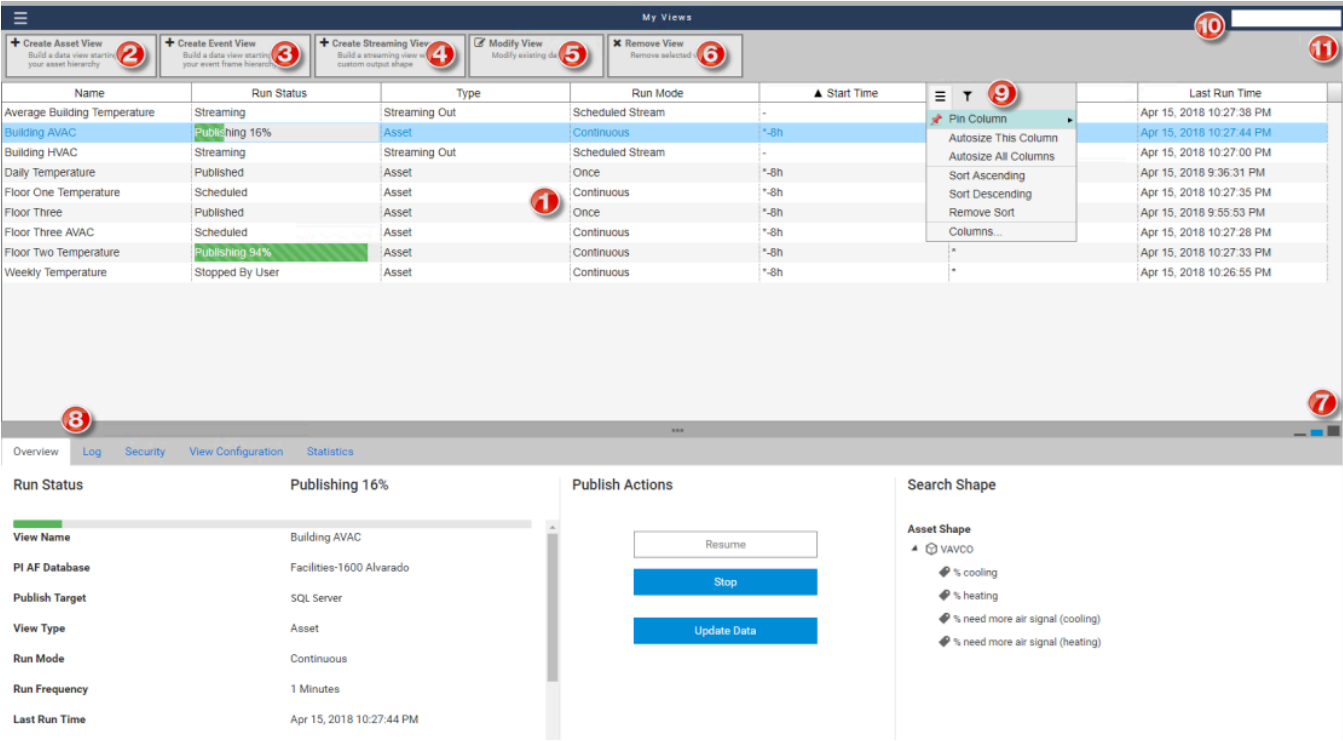 My Views
10
Create Asset View
Build a data view starting
your asset hierarchy
2
Create Event View
Build a data view starting
your event frame hierarchy
3
Create Streaming View
Build a streaming view
custom output shape
4
Modify View
Modify existing
5
Remove View
Remove selected
6
11
Name Run Status Type Run Mode ▲ Start Time 9 Last Run Time
Average Building Temperature Streaming Streaming Out Scheduled Stream - Apr 15, 2018 10:27:38 PM
Building AVAC Publishing 16% Asset Continuous *-8h Apr 15, 2018 10:27:44 PM
Building HVAC Streaming Streaming Out Scheduled Stream - Apr 15, 2018 10:27:00 PM
Daily Temperature Published Asset Once *-8h Apr 15, 2018 9:36:31 PM
Floor One Temperature Scheduled Asset Continuous *-8h Apr 15, 2018 10:27:35 PM
1
Floor Three Published Asset Once *-8h Apr 15, 2018 9:55:53 PM
Floor Three AVAC Scheduled Asset Continuous *-8h Apr 15, 2018 10:27:28 PM
Floor Two Temperature Publishing 94% Asset Continuous *-8h * Apr 15, 2018 10:27:33 PM
Weekly Temperature Stopped By User Asset Continuous *-8h * Apr 15, 2018 10:26:55 PM
Pin Column
Autosize This Column
Autosize All Columns
Sort Ascending
Sort Descending
Remove Sort
Columns...
7
8
Overview Log Security View Configuration Statistics
Run Status Publishing 16%
View Name Building AVAC
PI AF Database Facilities-1600 Alvarado
Publish Target SQL Server
View Type Asset
Run Mode Continuous
Run Frequency 1 Minutes
Last Run Time Apr 15, 2018 10:27:44 PM
Publish Actions
Resume
Stop
Update Data
Search Shape
Asset Shape
VAVCO
% cooling
% heating
% need more air signal (cooling)
% need more air signal (heating)